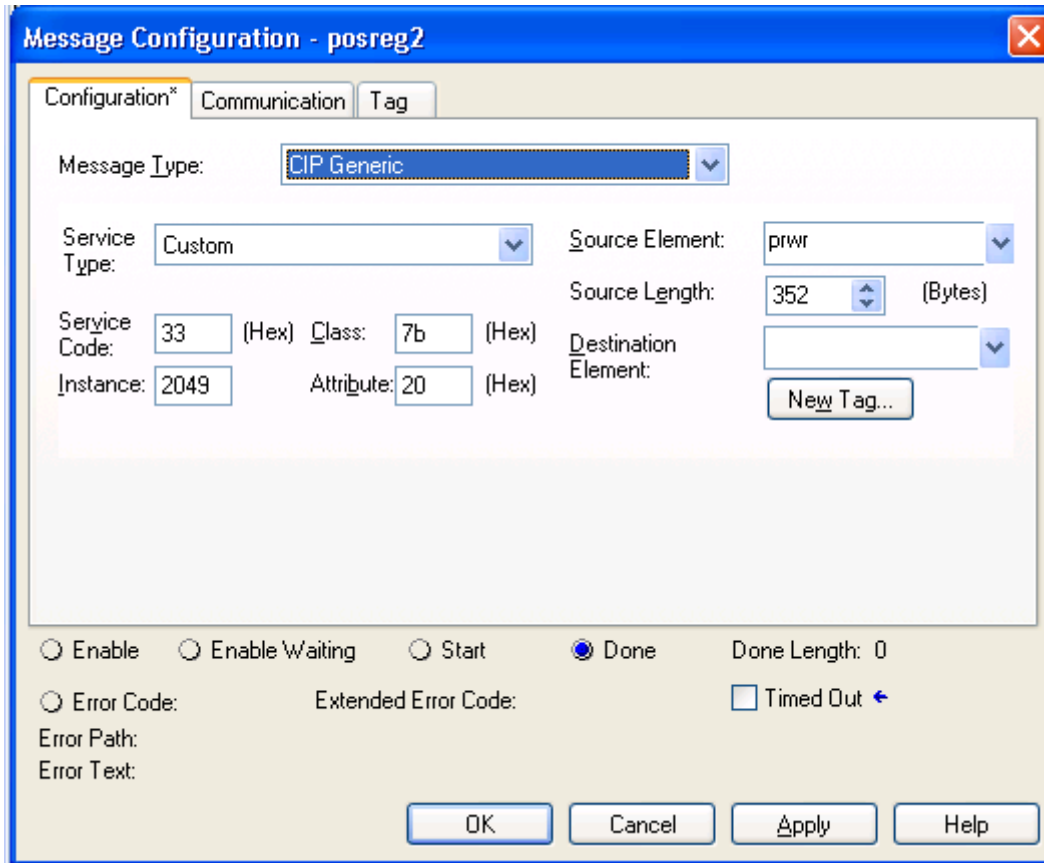 Message Configuration - posreg2
Configuration* Communication Tag
Message Type: CIP Generic
Service Type: Custom
Source Element: prwr
Source Length: 352 (Bytes)
Service Code: 33 (Hex) Class: 7b (Hex)
Destination Element:
Instance: 2049 Attribute: 20 (Hex)
New Tag...
Enable Enable Waiting Start Done Done Length: 0
Error Code: Extended Error Code: Timed Out
Error Path:
Error Text:
OK Cancel Apply Help